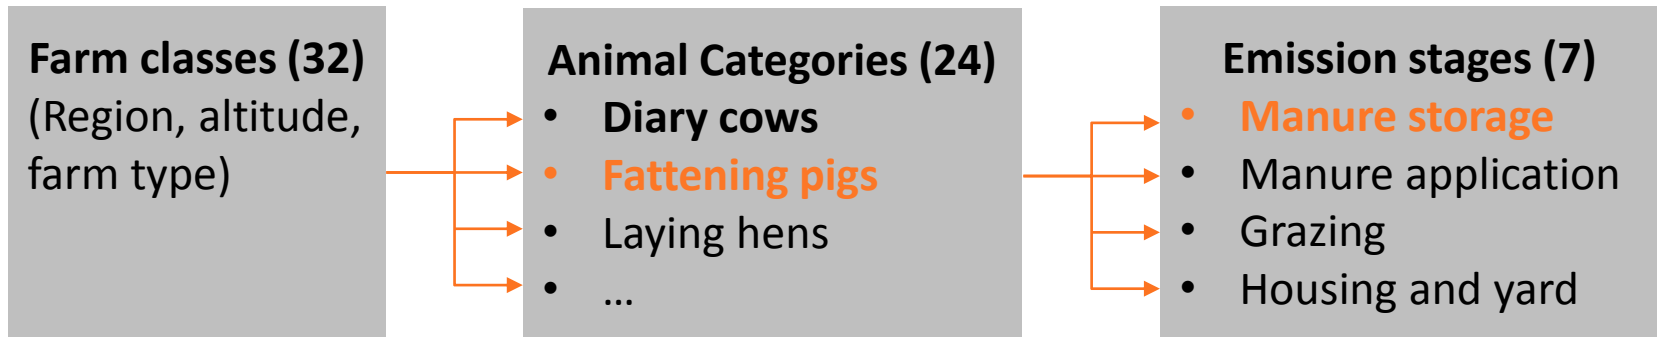 Farm classes (32)
(Region, altitude,
farm type)
Animal Categories (24)
• Diary cows
• Fattening pigs
• Laying hens
• ...
Emission stages (7)
• Manure storage
• Manure application
• Grazing
• Housing and yard